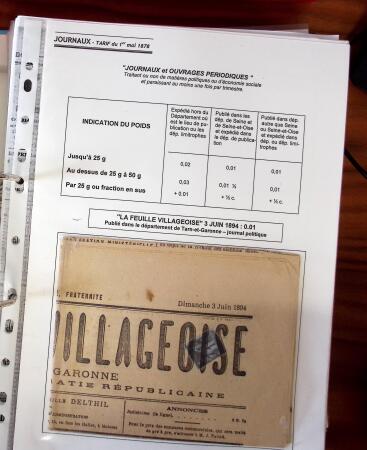 JOURNAUX - TARIF du 1er mai 1878
"JOURNAUX et OUVRAGES PERIODIQUES "
Traitant ou non de matières politiques ou d'économie sociale
et paraissant au moins une fois par trimestre.
INDICATION DU POIDS
Expédié hors du
Département où
est le lieu de pu-
blication ou les
dép. limitrophes
Publié dans les
dép. de Seine et
de Seine-et-Oise
et expédié dans
le dép. de publica-
tion
Publié dans dép.
autre que Seine
ou Seine-et-Oise
et expédié dans
dép. ou dép. limi-
trophes
Jusqu'à 25 g
0,02
0,01
0,01
Au dessus de 25 g à 50 g
0,03
0,01 ½
0,01
Par 25 g ou fraction en sus
+ 0,01
+ ½ c.
+ ½ c.
"LA FEUILLE VILLAGEOISE" 3 JUIN 1894 : 0.01
Publié dans le département de Tarn-et-Garonne – journal politique
FRATERNITE
Dimanche 3 Juin 1894
VILLAGEOISE
GARONNE
ATIE RÉPUBLICAINE
DELTHIL
ANNONCES